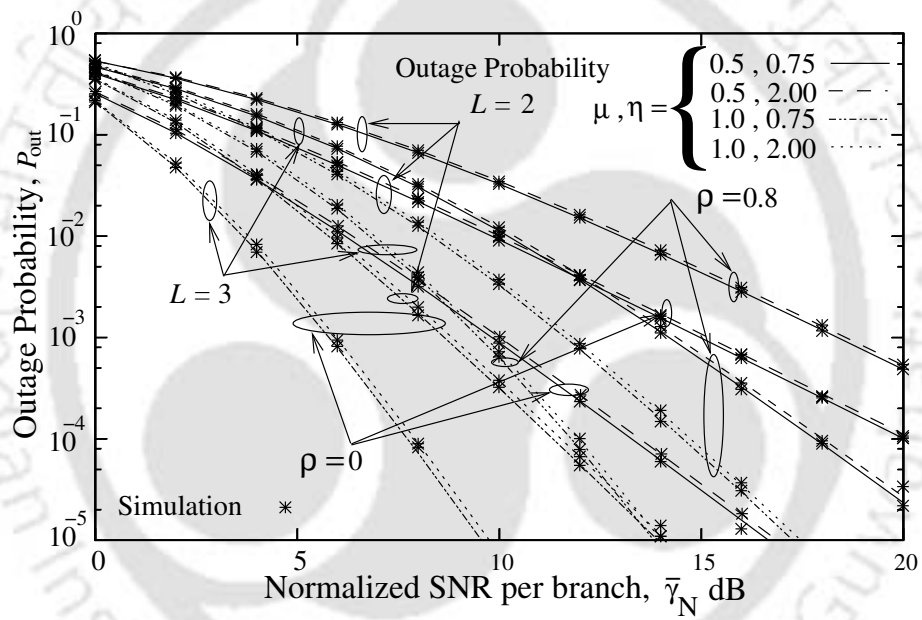 Outage Probability, P_out
10^0
10^-1
10^-2
10^-3
10^-4
10^-5
Outage Probability
L = 2
μ , η =
0.5 , 0.75
0.5 , 2.00
1.0 , 0.75
1.0 , 2.00
ρ = 0.8
L = 3
ρ = 0
Simulation
0 5 10 15 20
Normalized SNR per branch, γ̄_N dB